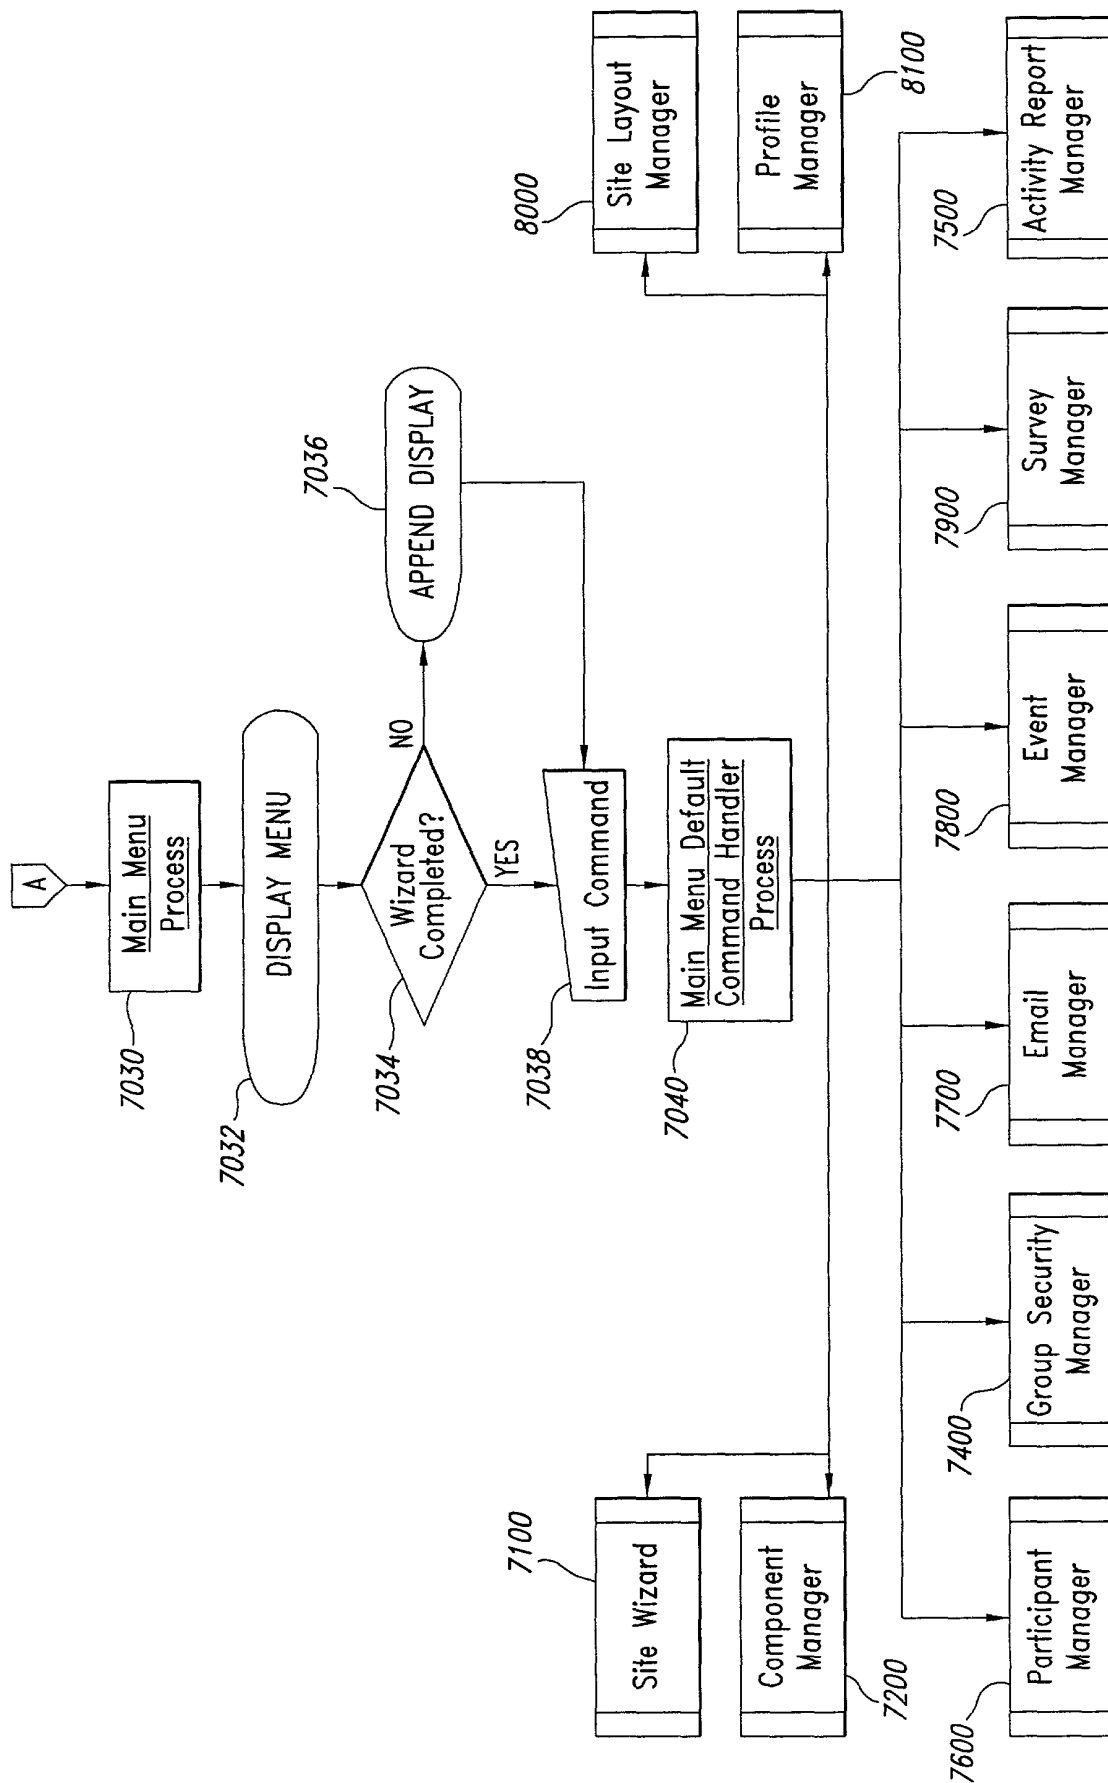 A
Main Menu
Process
7030
DISPLAY MENU
7032
Wizard
Completed?
7034
NO
YES
APPEND DISPLAY
7036
Input Command
7038
Main Menu Default
Command Handler
Process
7040
Site Wizard
7100
Component
Manager
7200
Site Layout
Manager
8000
Profile
Manager
8100
Participant
Manager
7600
Group Security
Manager
7400
Email
Manager
7700
Event
Manager
7800
Survey
Manager
7900
Activity Report
Manager
7500